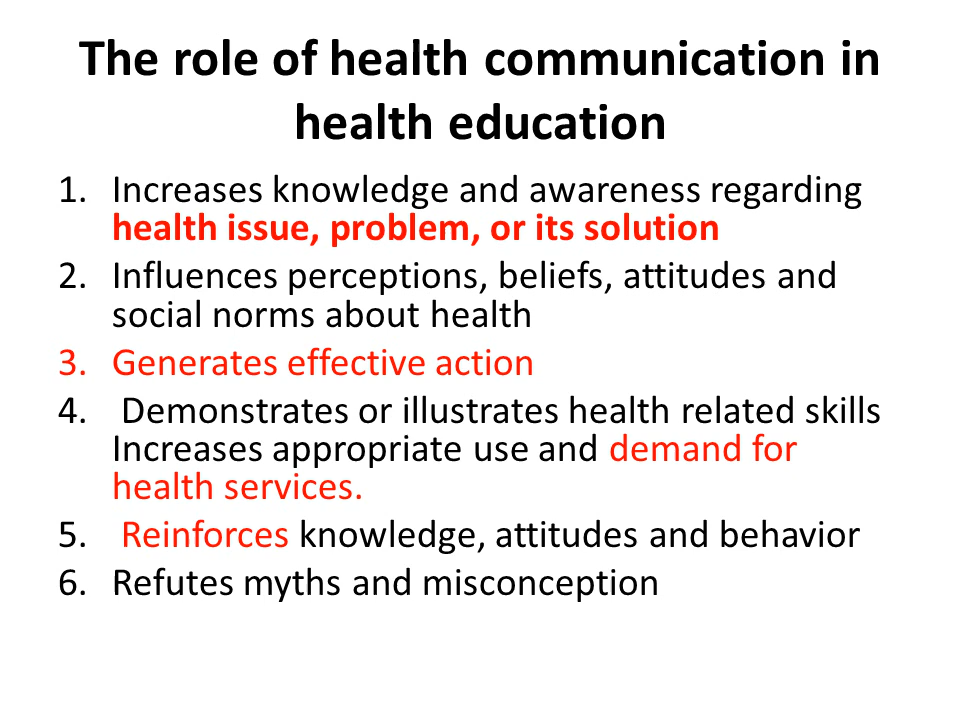 The role of health communication in
health education
1. Increases knowledge and awareness regarding
health issue, problem, or its solution
2. Influences perceptions, beliefs, attitudes and
social norms about health
3. Generates effective action
4. Demonstrates or illustrates health related skills
Increases appropriate use and demand for
health services.
5. Reinforces knowledge, attitudes and behavior
6. Refutes myths and misconception